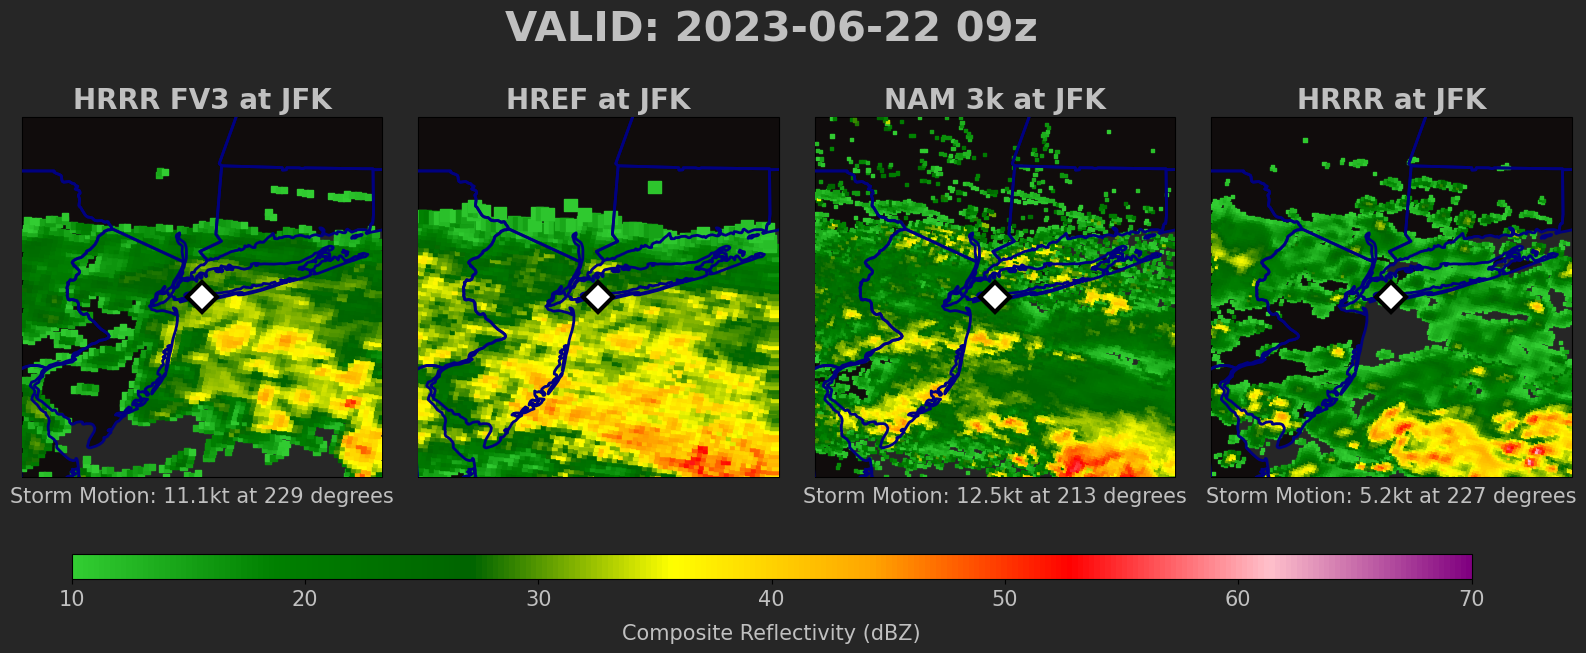 VALID: 2023-06-22 09z
HRRR FV3 at JFK
HREF at JFK
NAM 3k at JFK
HRRR at JFK
Storm Motion: 11.1kt at 229 degrees
Storm Motion: 12.5kt at 213 degrees
Storm Motion: 5.2kt at 227 degrees
10 20 30 40 50 60 70
Composite Reflectivity (dBZ)